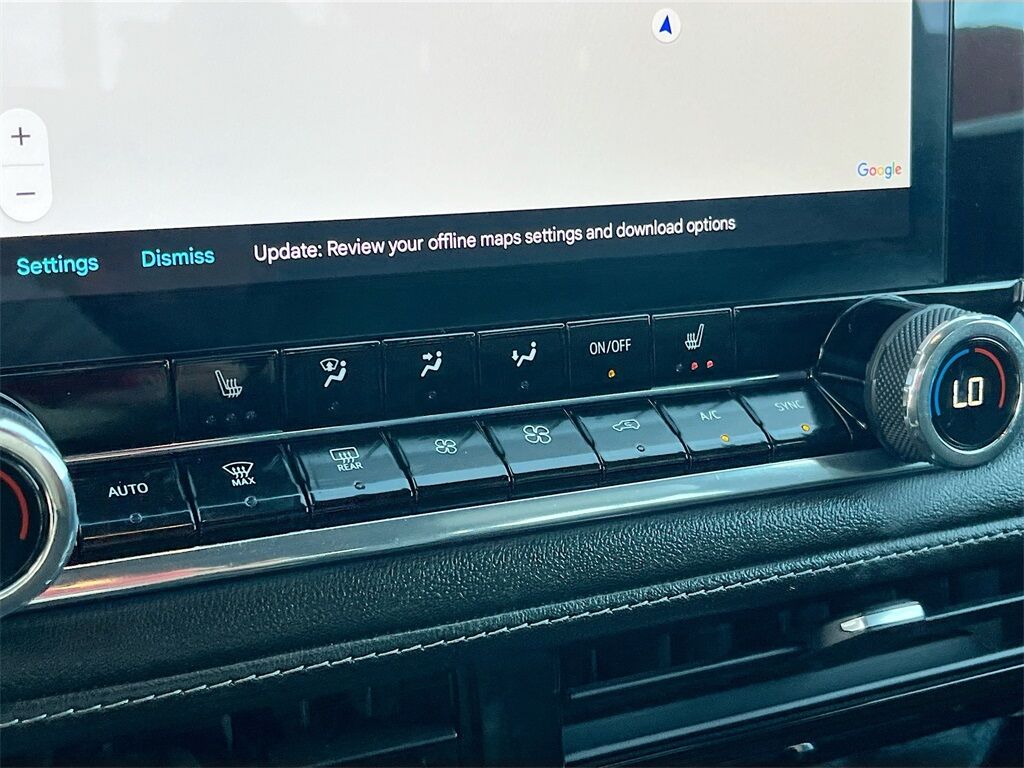 +
−
Google
Settings Dismiss Update: Review your offline maps settings and download options
ON/OFF
LO
AUTO
MAX
REAR
A/C
SYNC